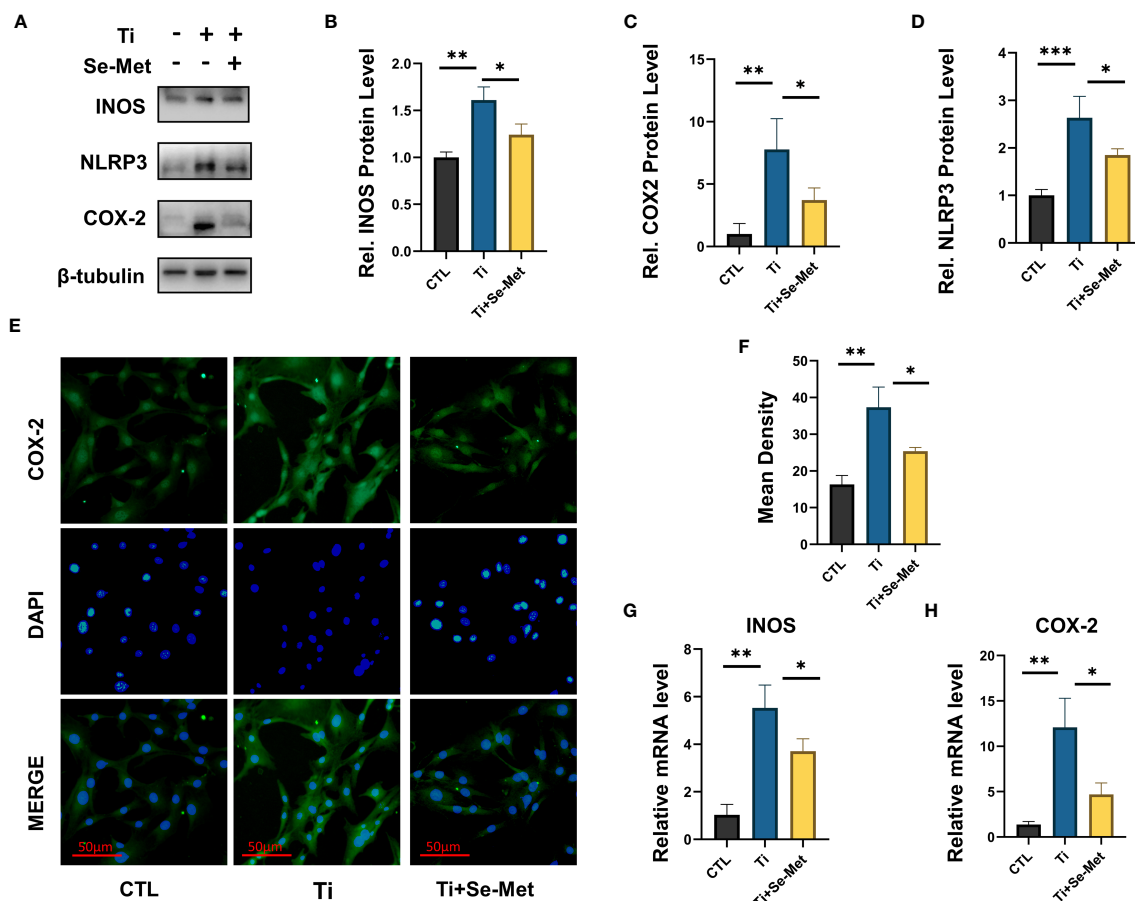 A
Ti - + +
Se-Met - - +
INOS
NLRP3
COX-2
β-tubulin
B
Rel. INOS Protein Level
2.0
1.5
1.0
0.5
0.0
** *
CTL
Ti
Ti+Se-Met
C
Rel. COX2 Protein Level
15
10
5
0
** *
CTL
Ti
Ti+Se-Met
D
Rel. NLRP3 Protein Level
4
3
2
1
0
*** *
CTL
Ti
Ti+Se-Met
E
COX-2
DAPI
MERGE
50μm
50μm
50μm
CTL
Ti
Ti+Se-Met
F
Mean Density
50
40
30
20
10
0
** *
CTL
Ti
Ti+Se-Met
G
INOS
Relative mRNA level
8
6
4
2
0
** *
CTL
Ti
Ti+Se-Met
H
COX-2
Relative mRNA level
20
15
10
5
0
** *
CTL
Ti
Ti+Se-Met